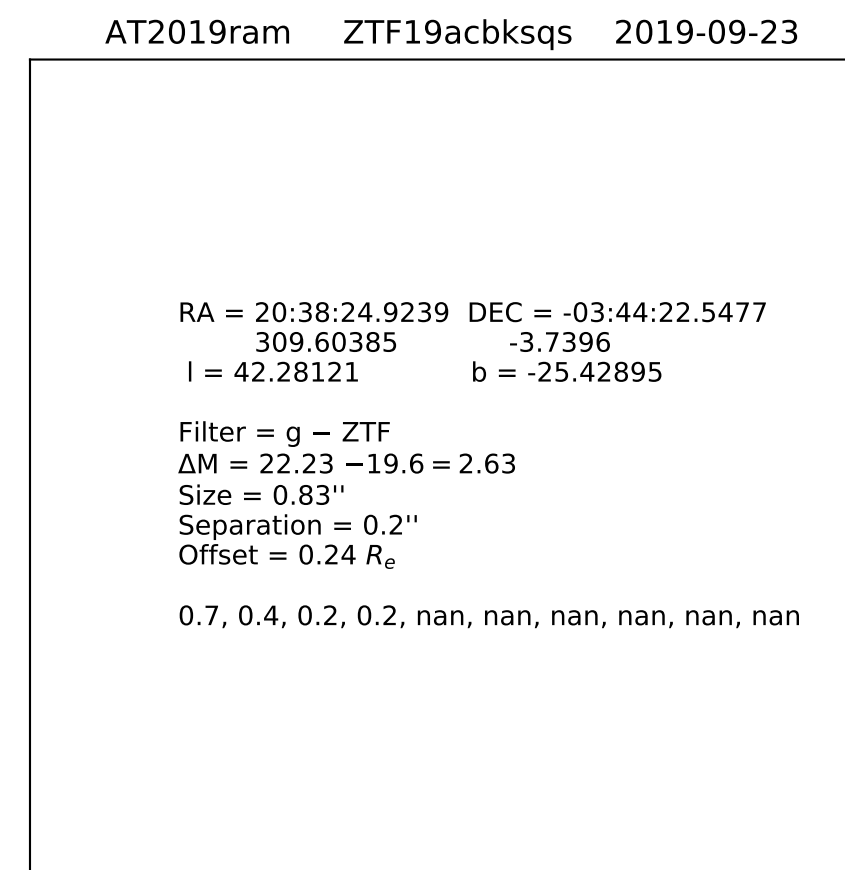 AT2019ram ZTF19acbksqs 2019-09-23
RA = 20:38:24.9239 DEC = -03:44:22.5477
309.60385 -3.7396
l = 42.28121 b = -25.42895
Filter = g − ZTF
ΔM = 22.23 −19.6 = 2.63
Size = 0.83''
Separation = 0.2''
Offset = 0.24 Rₑ
0.7, 0.4, 0.2, 0.2, nan, nan, nan, nan, nan, nan